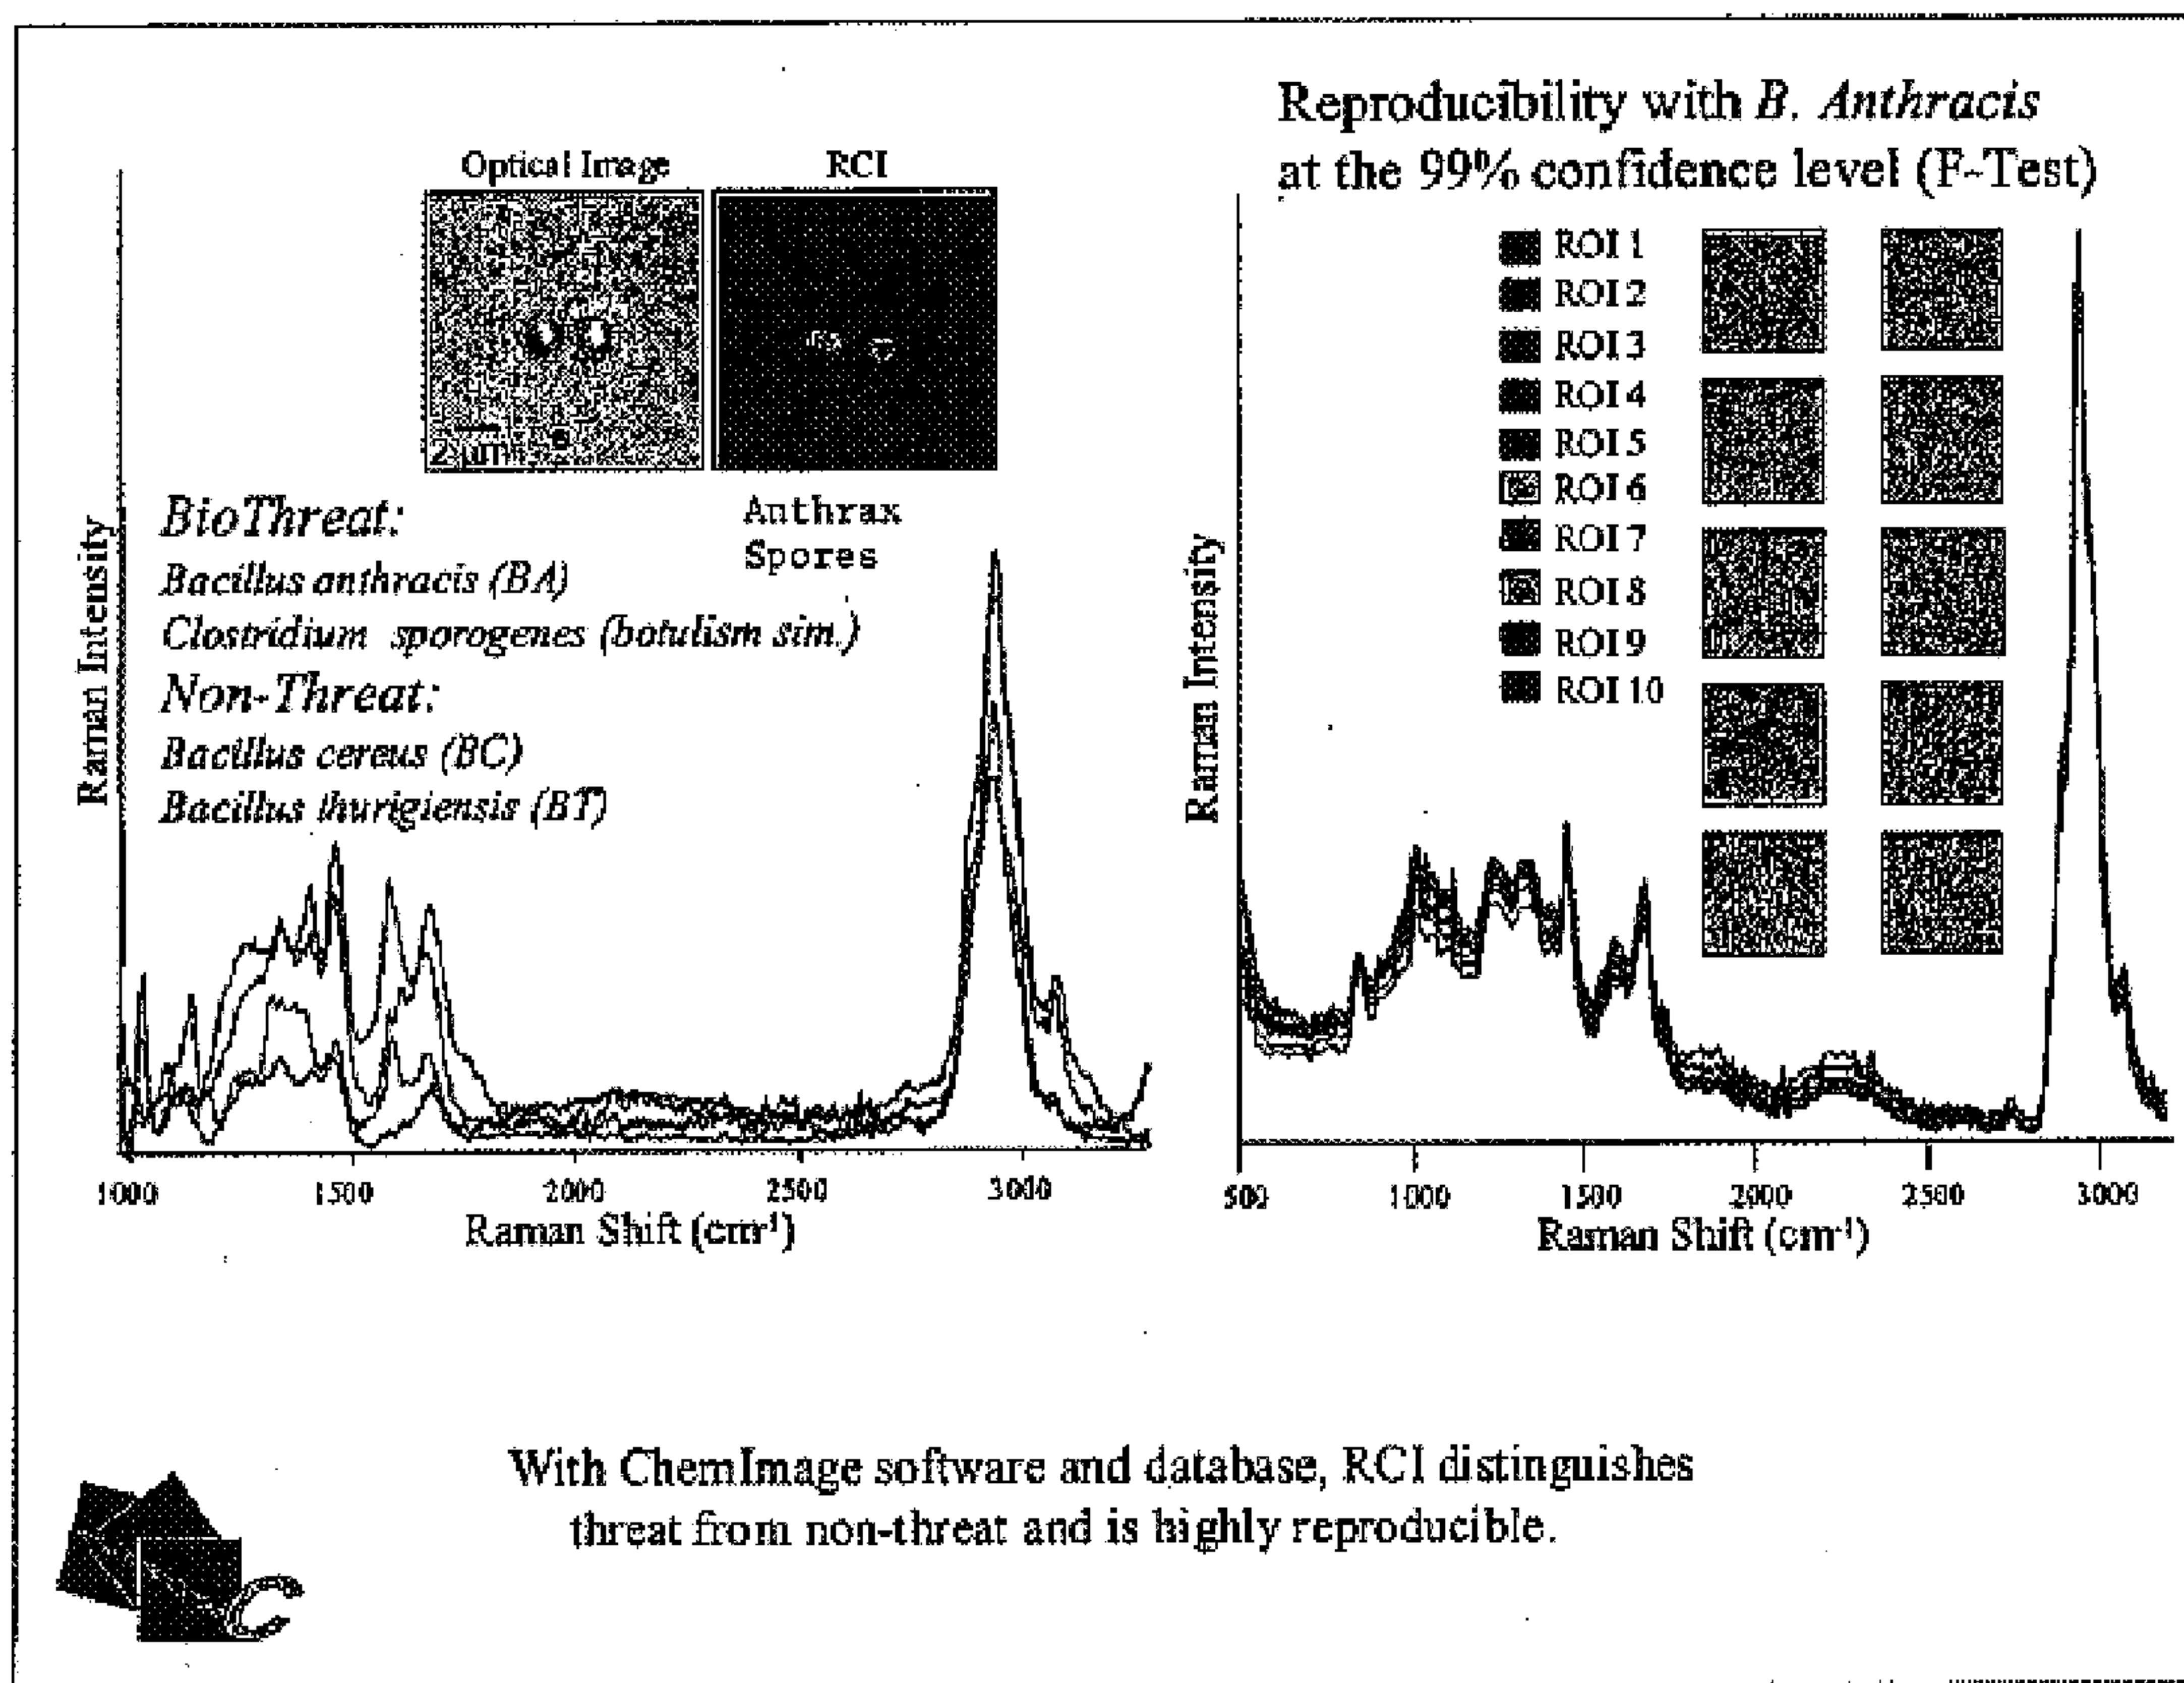 Optical Image
RCI
2 µm
Anthrax
Spores
BioThreat:
Bacillus anthracis (BA)
Clostridium sporogenes (botulism sim.)
Non-Threat:
Bacillus cereus (BC)
Bacillus thurigiensis (BT)
Raman Intensity
1000 1500 2000 2500 3000
Raman Shift (cm¹)
Reproducibility with B. Anthracis
at the 99% confidence level (F-Test)
ROI 1
ROI 2
ROI 3
ROI 4
ROI 5
ROI 6
ROI 7
ROI 8
ROI 9
ROI 10
Raman Intensity
500 1000 1500 2000 2500 3000
Raman Shift (cm-¹)
With ChemImage software and database, RCI distinguishes
threat from non-threat and is highly reproducible.
C